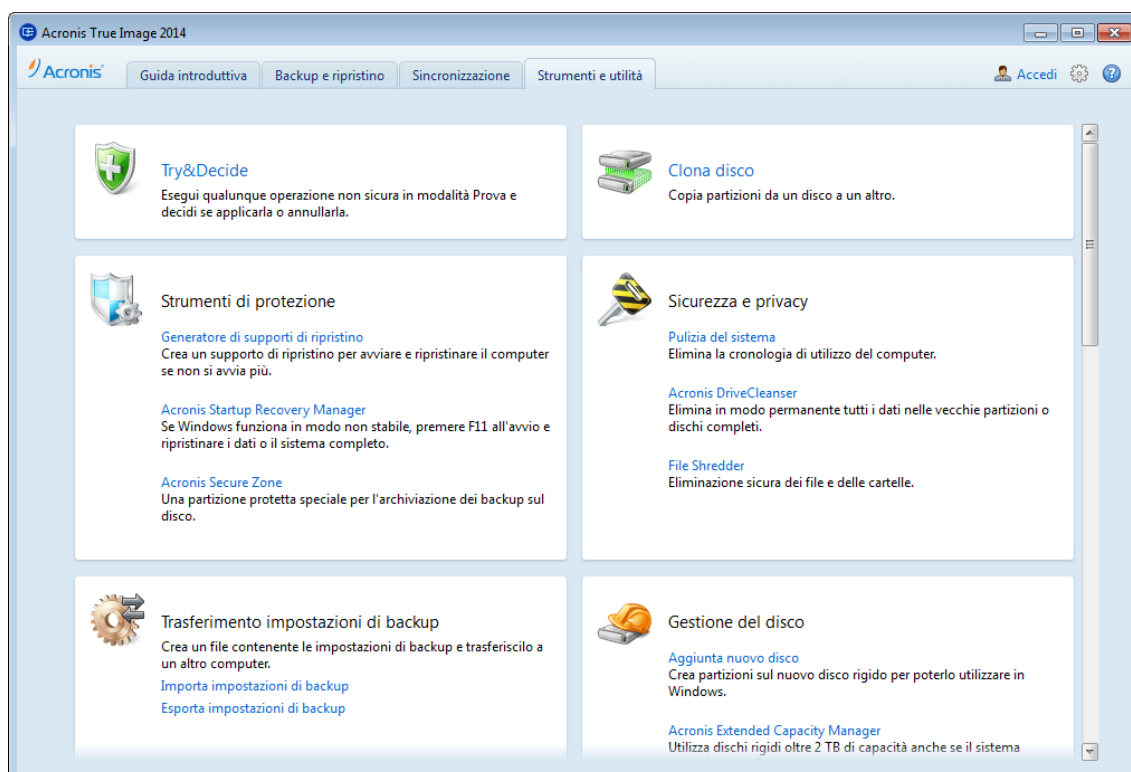 Acronis True Image 2014
Acronis
Guida introduttiva
Backup e ripristino
Sincronizzazione
Strumenti e utilità
Accedi
Try&Decide
Esegui qualunque operazione non sicura in modalità Prova e
decidi se applicarla o annullarla.
Clona disco
Copia partizioni da un disco a un altro.
Strumenti di protezione
Generatore di supporti di ripristino
Crea un supporto di ripristino per avviare e ripristinare il computer
se non si avvia più.
Acronis Startup Recovery Manager
Se Windows funziona in modo non stabile, premere F11 all'avvio e
ripristinare i dati o il sistema completo.
Acronis Secure Zone
Una partizione protetta speciale per l'archiviazione dei backup sul
disco.
Sicurezza e privacy
Pulizia del sistema
Elimina la cronologia di utilizzo del computer.
Acronis DriveCleanser
Elimina in modo permanente tutti i dati nelle vecchie partizioni o
dischi completi.
File Shredder
Eliminazione sicura dei file e delle cartelle.
Trasferimento impostazioni di backup
Crea un file contenente le impostazioni di backup e trasferiscilo a
un altro computer.
Importa impostazioni di backup
Esporta impostazioni di backup
Gestione del disco
Aggiunta nuovo disco
Crea partizioni sul nuovo disco rigido per poterlo utilizzare in
Windows.
Acronis Extended Capacity Manager
Utilizza dischi rigidi oltre 2 TB di capacità anche se il sistema